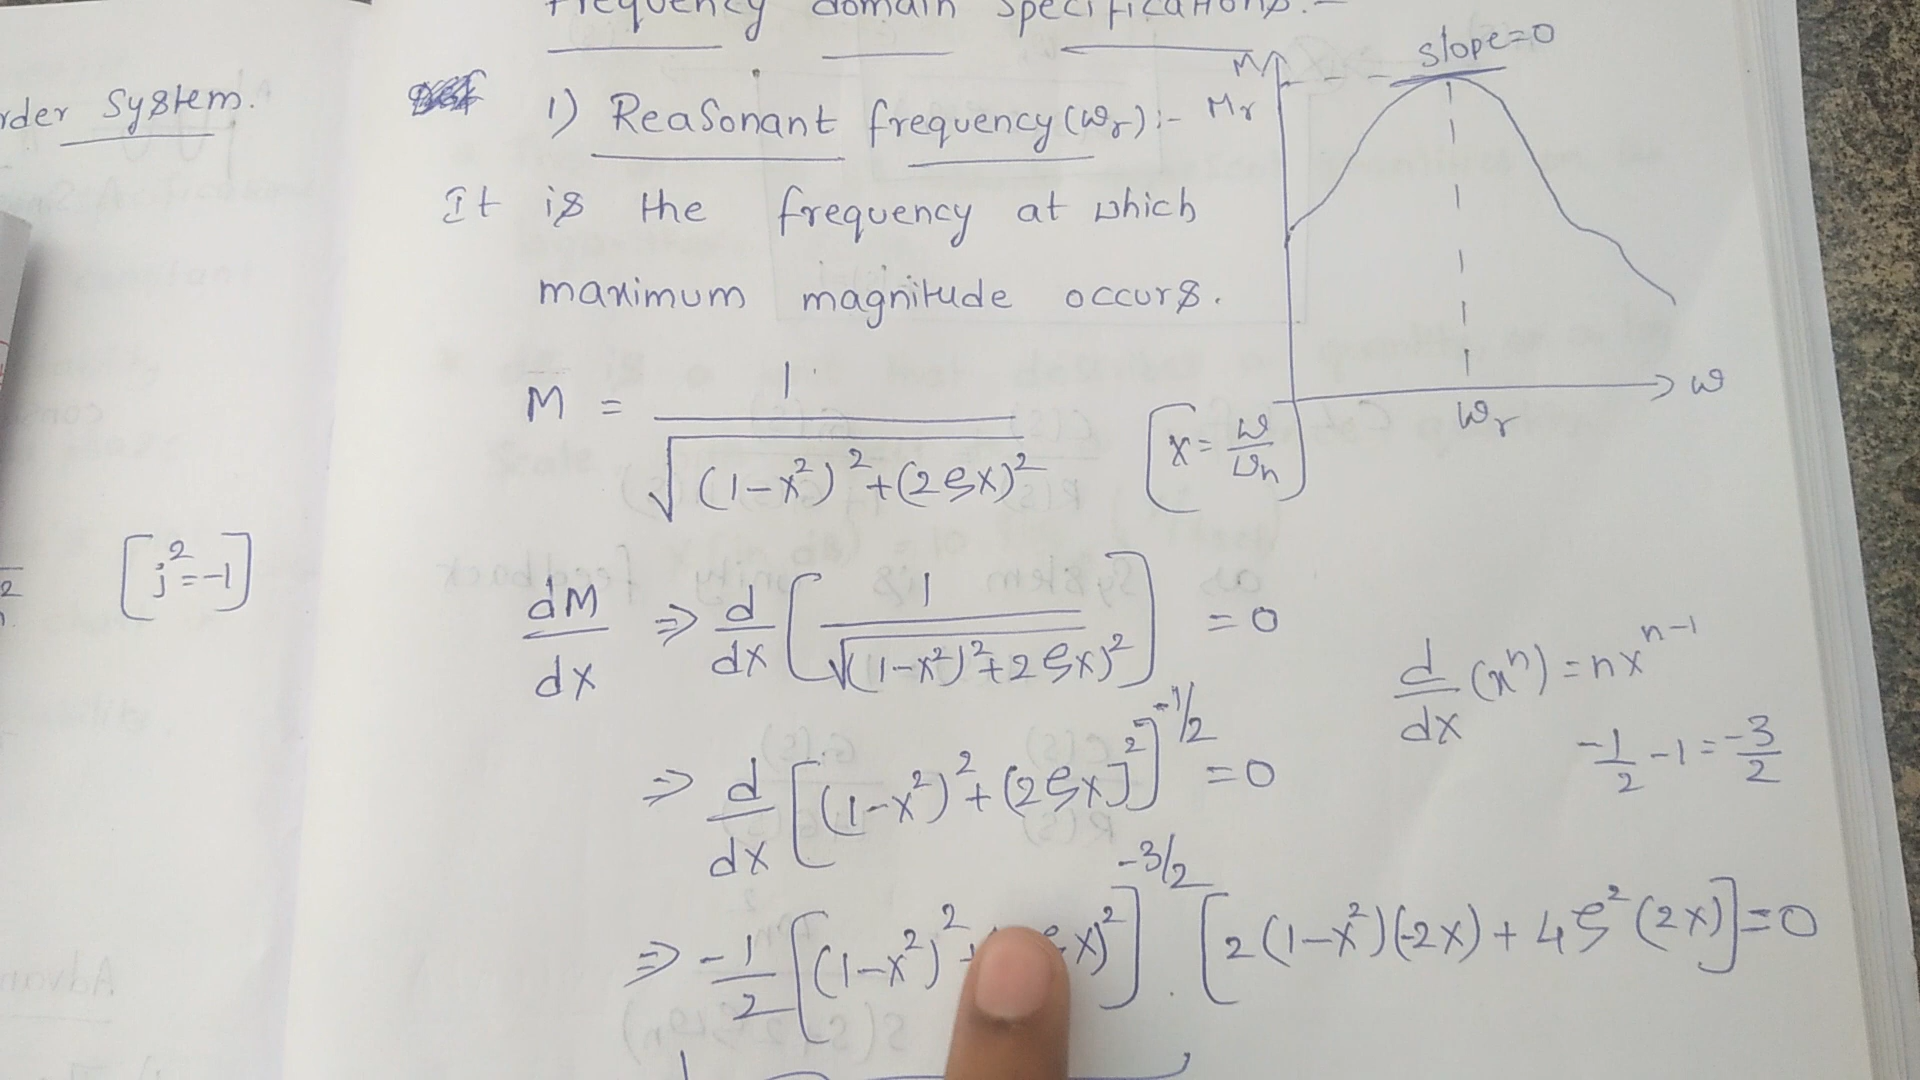 Frequency domain specifications:-
rder System.
1) Reasonant frequency (ωr):-
It is the frequency at which
maximum magnitude occurs.
M
Mr
slope=0
ωr
ω
M = 1/√((1-x²)²+(2ξx)²) [x = ω/ωn]
[j²=-1]
dM/dx ⇒ d/dx [1/√((1-x²)²+2ξx)²] =0
d/dx (xⁿ) = nxⁿ⁻¹
-1/2 -1 = -3/2
⇒ d/dx [(1-x²)²+(2ξx]²]^-1/2 =0
⇒ -1/2 [(1-x²)² ξx)²]^-3/2 . [2(1-x²)(-2x) + 4ξ²(2x)]=0